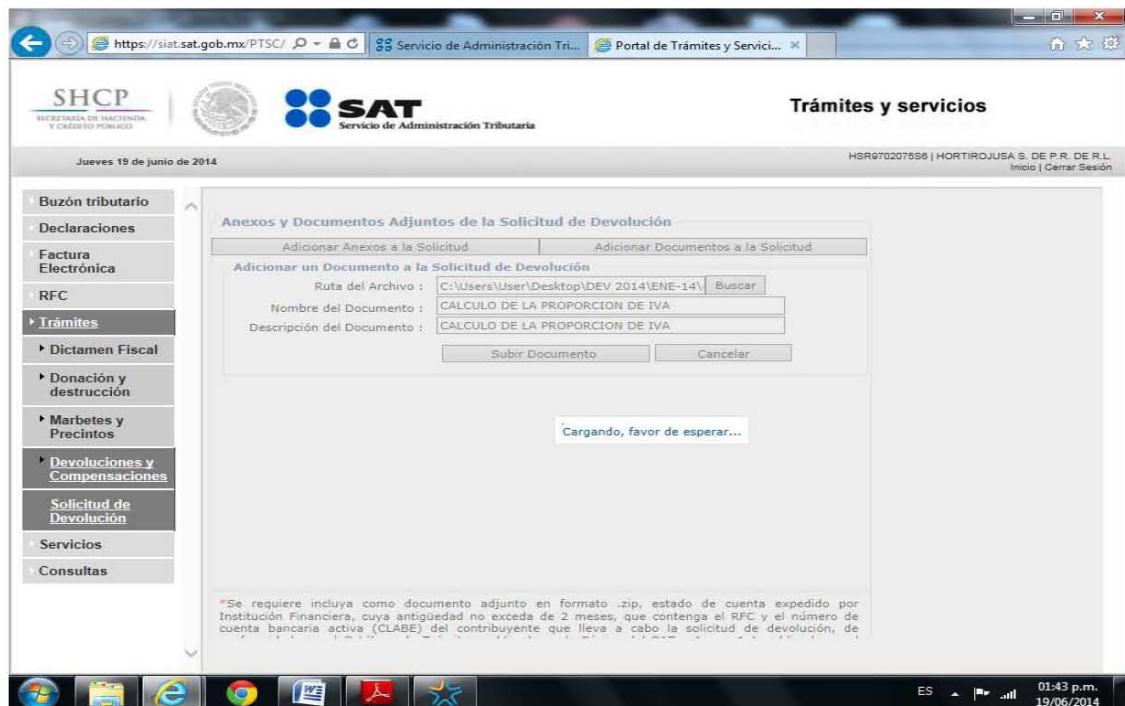 https://siat.sat.gob.mx/PTSC/
Servicio de Administración Tri...
Portal de Trámites y Servici...
SHCP
SECRETARÍA DE HACIENDA
Y CRÉDITO PÚBLICO
SAT
Servicio de Administración Tributaria
Trámites y servicios
Jueves 19 de junio de 2014
HSR9702075S6 | HORTIROJUSA S. DE P.R. DE R.L.
Inicio | Cerrar Sesión
Buzón tributario
Declaraciones
Factura
Electrónica
RFC
Trámites
Dictamen Fiscal
Donación y
destrucción
Marbetes y
Precintos
Devoluciones y
Compensaciones
Solicitud de
Devolución
Servicios
Consultas
Anexos y Documentos Adjuntos de la Solicitud de Devolución
Adicionar Anexos a la Solicitud
Adicionar Documentos a la Solicitud
Adicionar un Documento a la Solicitud de Devolución
Ruta del Archivo : C:\Users\User\Desktop\DEV 2014\ENE-14\ Buscar
Nombre del Documento : CALCULO DE LA PROPORCION DE IVA
Descripción del Documento : CALCULO DE LA PROPORCION DE IVA
Subir Documento Cancelar
Cargando, favor de esperar...
*Se requiere incluya como documento adjunto en formato .zip, estado de cuenta expedido por
Institución Financiera, cuya antigüedad no exceda de 2 meses, que contenga el RFC y el número de
cuenta bancaria activa (CLABE) del contribuyente que lleva a cabo la solicitud de devolución, de
ES
01:43 p.m.
19/06/2014